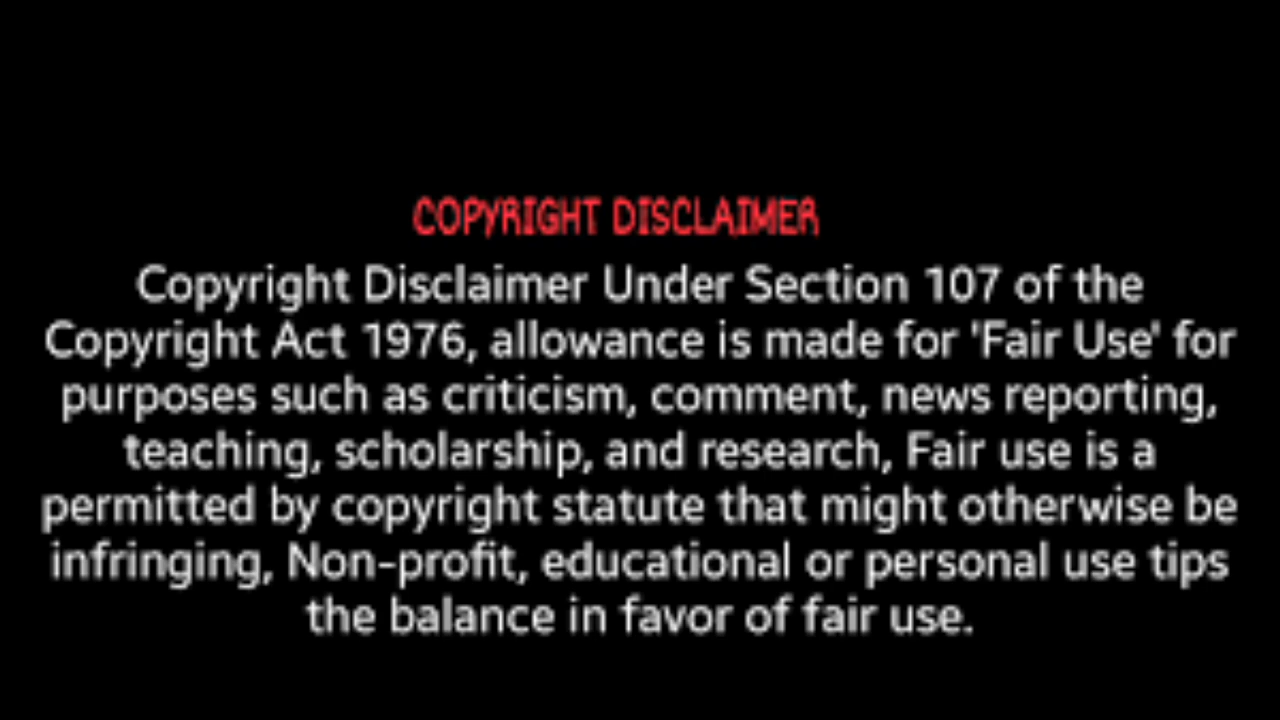 COPYRIGHT DISCLAIMER
Copyright Disclaimer Under Section 107 of the
Copyright Act 1976, allowance is made for 'Fair Use' for
purposes such as criticism, comment, news reporting,
teaching, scholarship, and research, Fair use is a
permitted by copyright statute that might otherwise be
infringing, Non-profit, educational or personal use tips
the balance in favor of fair use.